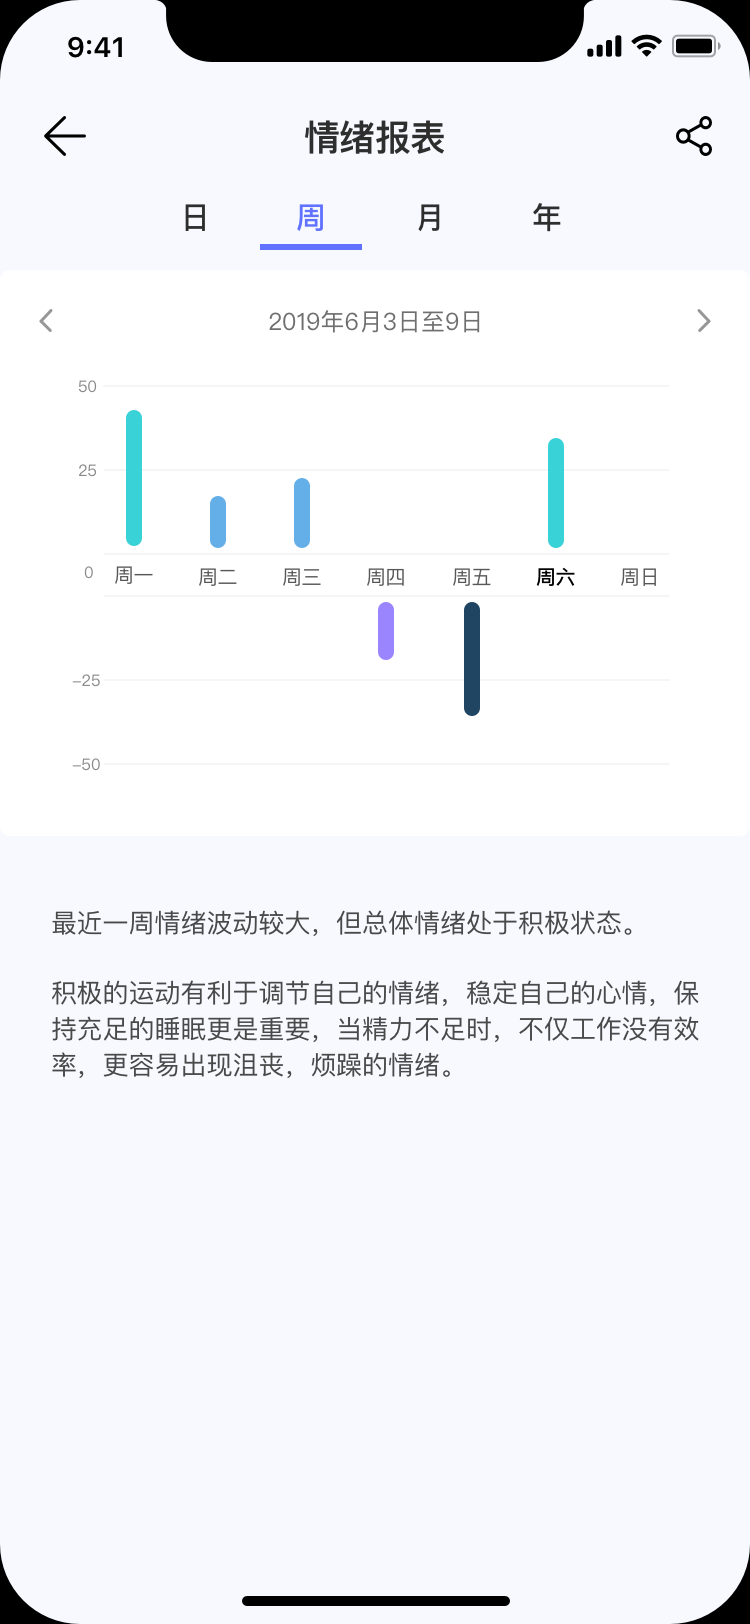 9:41
情绪报表
日 周 月 年
2019年6月3日至9日
50
25
0 周一 周二 周三 周四 周五 周六 周日
–25
–50
最近一周情绪波动较大，但总体情绪处于积极状态。
积极的运动有利于调节自己的情绪，稳定自己的心情，保
持充足的睡眠更是重要，当精力不足时，不仅工作没有效
率，更容易出现沮丧，烦躁的情绪。